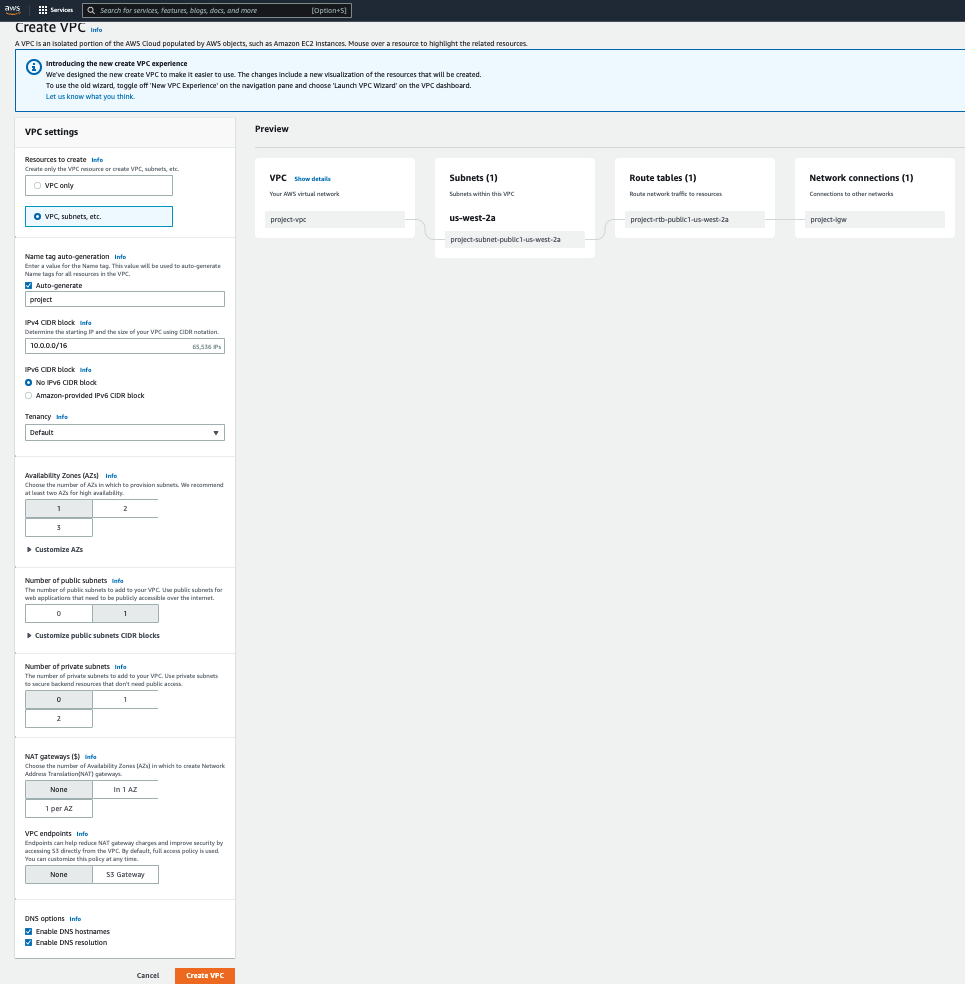 aws
Services
Search for services, features, blogs, docs, and more
[Option+S]
Create VPC Info
A VPC is an isolated portion of the AWS Cloud populated by AWS objects, such as Amazon EC2 instances. Mouse over a resource to highlight the related resources.
Introducing the new create VPC experience
We've designed the new create VPC to make it easier to use. The changes include a new visualization of the resources that will be created.
To use the old wizard, toggle off 'New VPC Experience' on the navigation pane and choose 'Launch VPC Wizard' on the VPC dashboard.
Let us know what you think.
VPC settings
Resources to create Info
Create only the VPC resource or create VPC, subnets, etc.
VPC only
VPC, subnets, etc.
Name tag auto-generation Info
Enter a value for the Name tag. This value will be used to auto-generate
Name tags for all resources in the VPC.
Auto-generate
project
IPv4 CIDR block Info
Determine the starting IP and the size of your VPC using CIDR notation.
10.0.0.0/16
65,536 IPs
IPv6 CIDR block Info
No IPv6 CIDR block
Amazon-provided IPv6 CIDR block
Tenancy Info
Default
Availability Zones (AZs) Info
Choose the number of AZs in which to provision subnets. We recommend
at least two AZs for high availability.
1
2
3
Customize AZs
Number of public subnets Info
The number of public subnets to add to your VPC. Use public subnets for
web applications that need to be publicly accessible over the internet.
0
1
Customize public subnets CIDR blocks
Number of private subnets Info
The number of private subnets to add to your VPC. Use private subnets
to secure backend resources that don't need public access.
0
1
2
NAT gateways ($) Info
Choose the number of Availability Zones (AZs) in which to create Network
Address Translation(NAT) gateways.
None
In 1 AZ
1 per AZ
VPC endpoints Info
Endpoints can help reduce NAT gateway charges and improve security by
accessing S3 directly from the VPC. By default, full access policy is used.
You can customize this policy at any time.
None
S3 Gateway
DNS options Info
Enable DNS hostnames
Enable DNS resolution
Cancel
Create VPC
Preview
VPC Show details
Your AWS virtual network
project-vpc
Subnets (1)
Subnets within this VPC
us-west-2a
project-subnet-public1-us-west-2a
Route tables (1)
Route network traffic to resources
project-rtb-public1-us-west-2a
Network connections (1)
Connections to other networks
project-igw